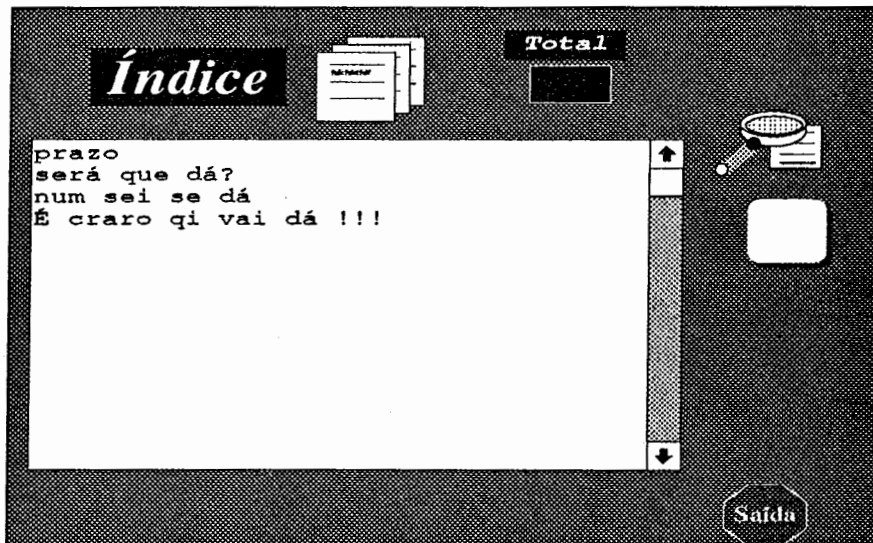 Índice
Total
prazo
será que dá?
num sei se dá
É craro qi vai dá !!!
Saída